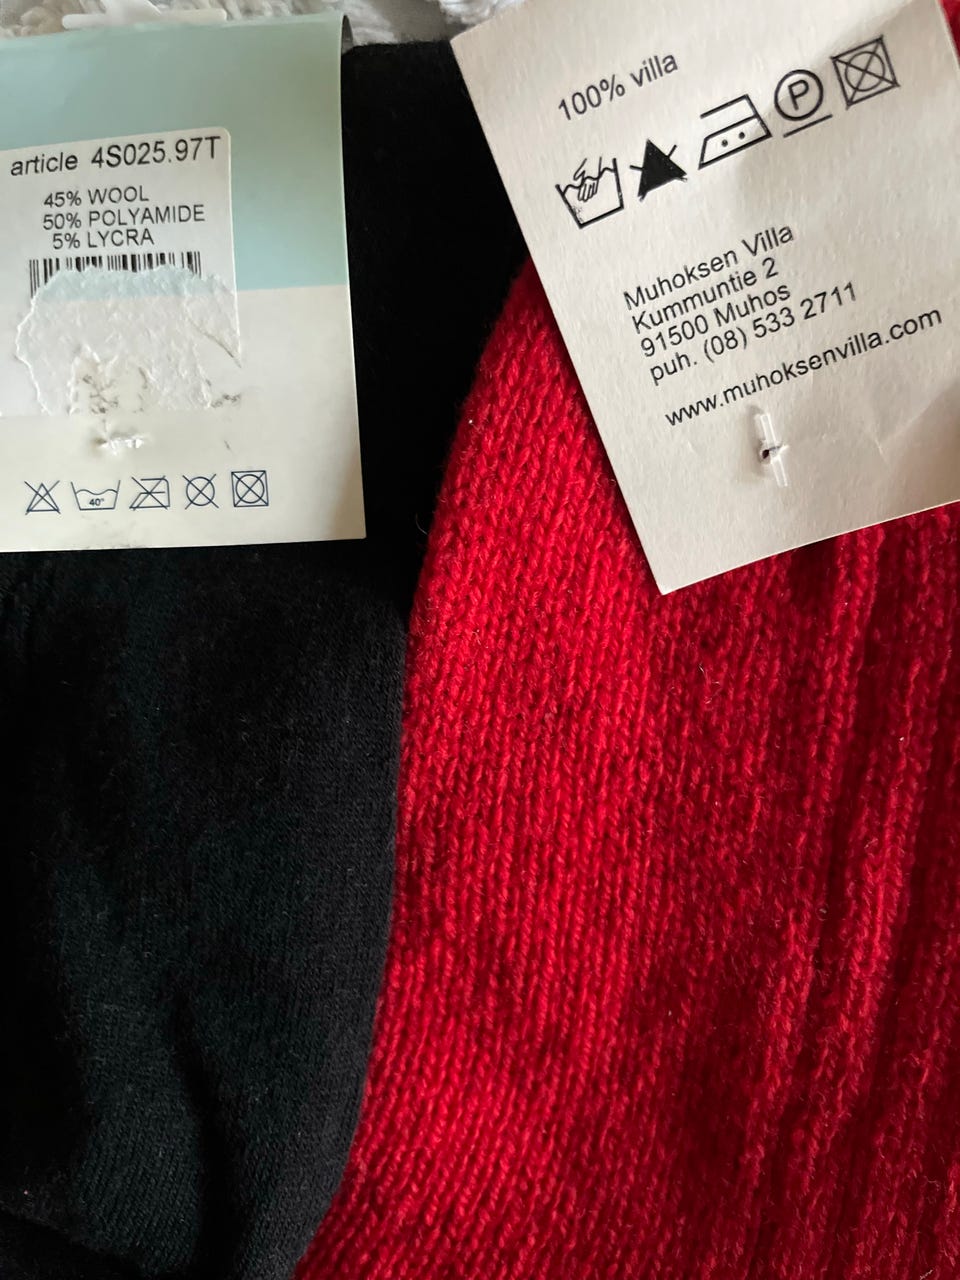 article 4S025.97T
45% WOOL
50% POLYAMIDE
5% LYCRA
40°
100% villa
P
Muhoksen Villa
Kummuntie 2
91500 Muhos
puh. (08) 533 2711
www.muhoksenvilla.com